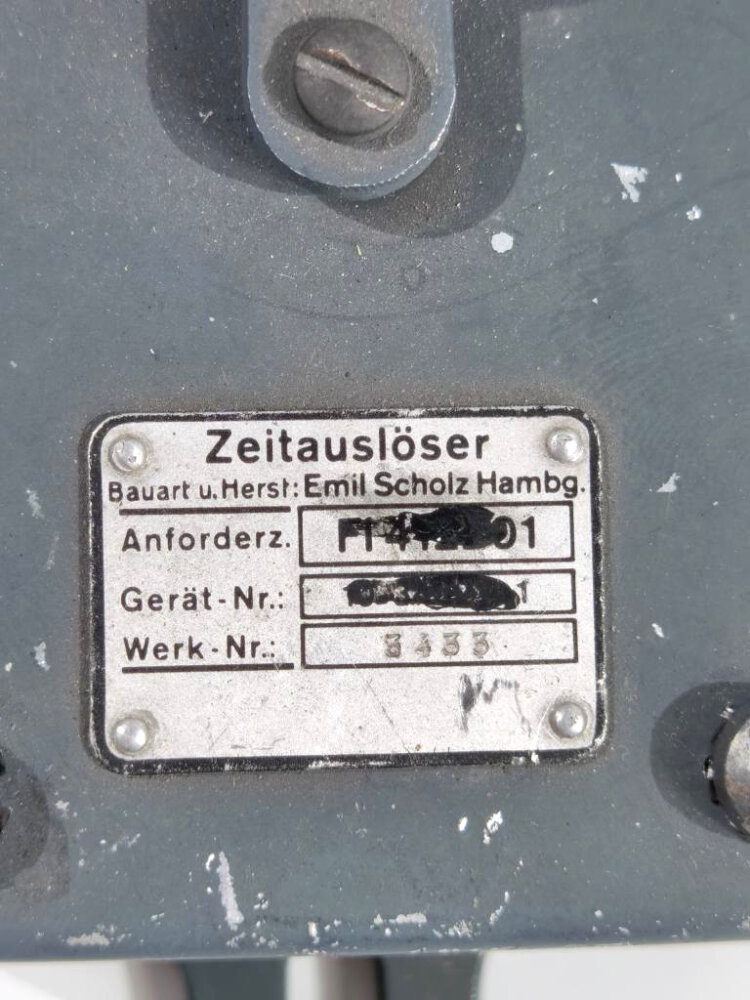 Zeitauslöser
Bauart u. Herst: Emil Scholz Hambg.
Anforderz.
Gerät-Nr.:
Werk-Nr.: 3433